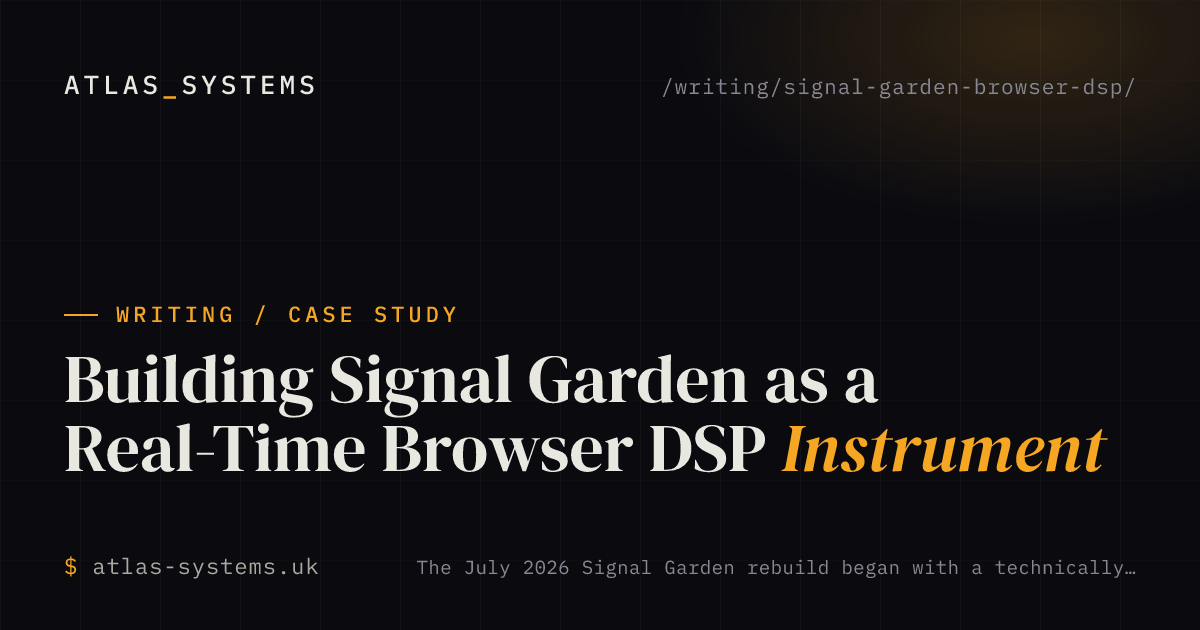 ATLAS_SYSTEMS
/writing/signal-garden-browser-dsp/
WRITING / CASE STUDY
Building Signal Garden as a
Real-Time Browser DSP Instrument
$ atlas-systems.uk
The July 2026 Signal Garden rebuild began with a technically…